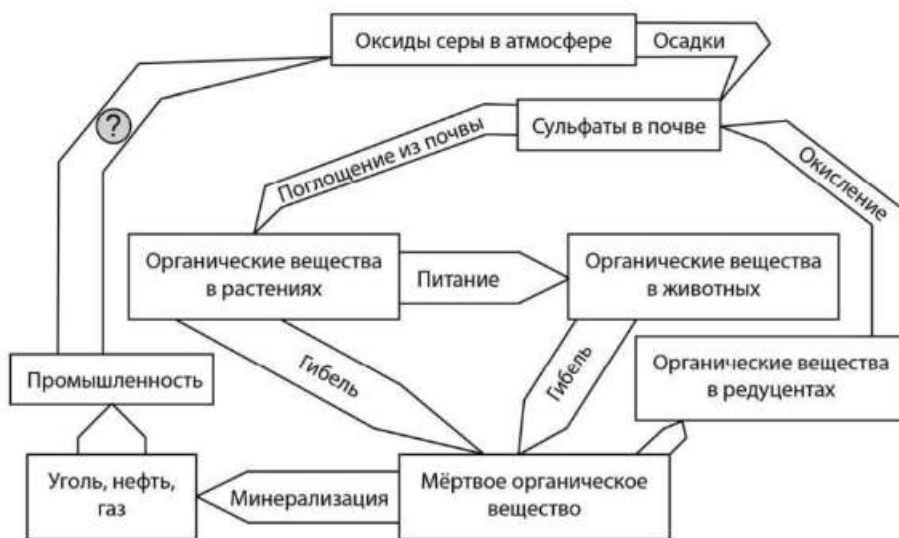 Оксиды серы в атмосфере
Осадки
?
Сульфаты в почве
Поглощение из почвы
Окисление
Органические вещества
в растениях
Питание
Органические вещества
в животных
Гибель
Гибель
Промышленность
Органические вещества
в редуцентах
Уголь, нефть,
газ
Минерализация
Мёртвое органическое
вещество